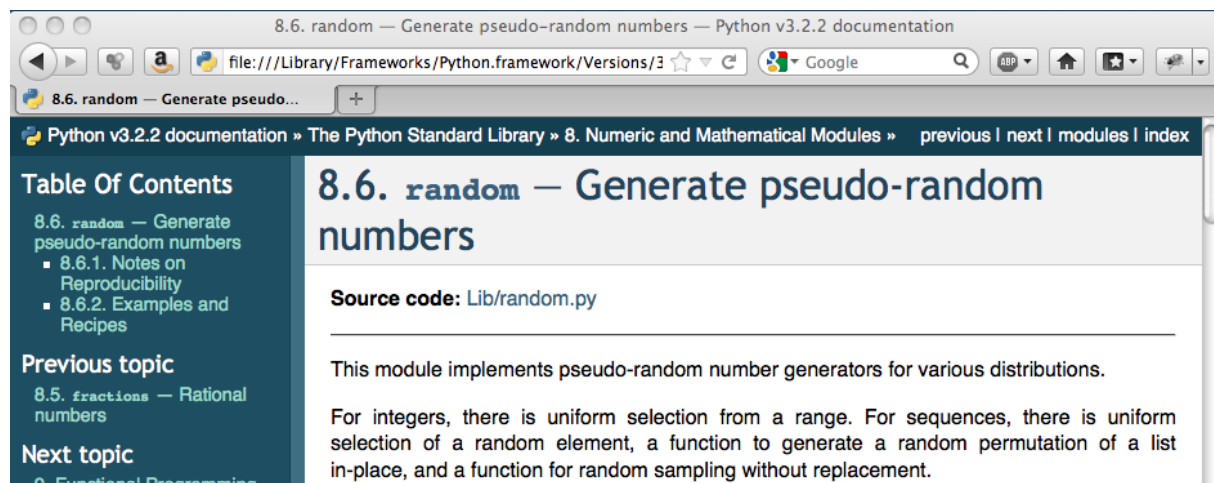 8.6. random — Generate pseudo-random numbers — Python v3.2.2 documentation
file:///Library/Frameworks/Python.framework/Versions/3
Google
ABP
8.6. random — Generate pseudo...
Python v3.2.2 documentation » The Python Standard Library » 8. Numeric and Mathematical Modules »
previous | next | modules | index
Table Of Contents
8.6. random — Generate
pseudo-random numbers
8.6.1. Notes on
Reproducibility
8.6.2. Examples and
Recipes
Previous topic
8.5. fractions — Rational
numbers
Next topic
9. Functional Programming
8.6. random — Generate pseudo-random
numbers
Source code: Lib/random.py
This module implements pseudo-random number generators for various distributions.
For integers, there is uniform selection from a range. For sequences, there is uniform
selection of a random element, a function to generate a random permutation of a list
in-place, and a function for random sampling without replacement.